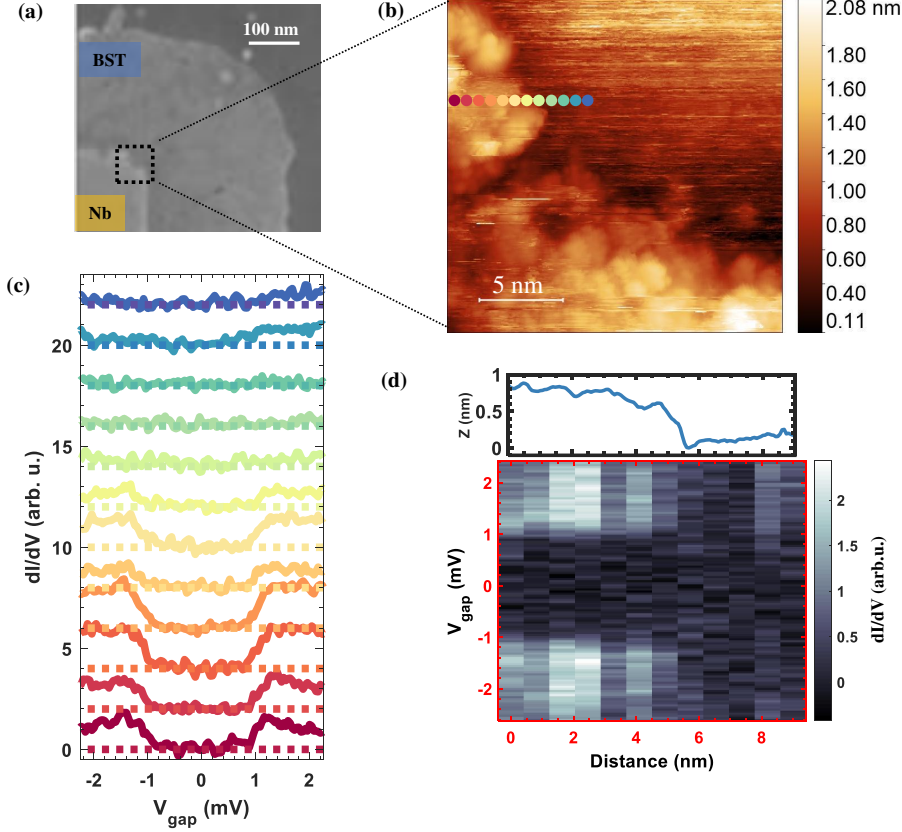 (a)
100 nm
BST
Nb
(b)
5 nm
2.08 nm
1.80
1.60
1.40
1.20
1.00
0.80
0.60
0.40
0.11
(c)
dI/dV (arb. u.)
20
15
10
5
0
-2
-1
0
1
2
Vgap (mV)
(d)
Z (nm)
1
0.5
0
Vgap (mV)
2
1
0
-1
-2
0
2
4
6
8
Distance (nm)
2
1.5
1
0.5
0
dI/dV (arb.u.)